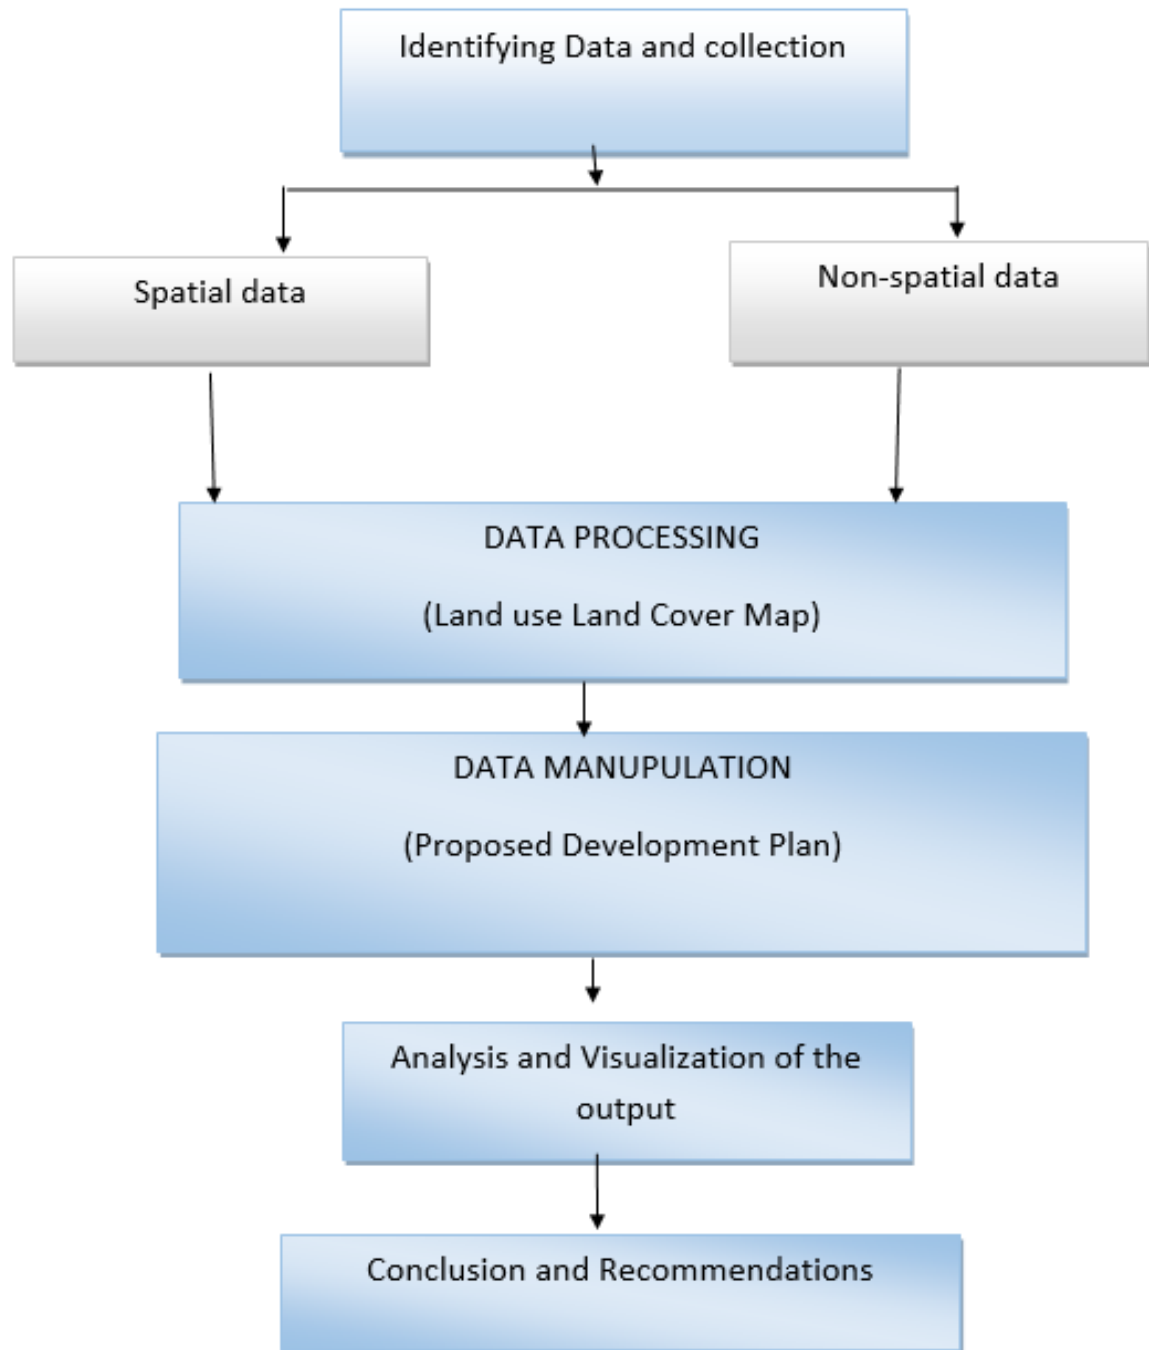 Identifying Data and collection
Spatial data
Non-spatial data
DATA PROCESSING
(Land use Land Cover Map)
DATA MANUPULATION
(Proposed Development Plan)
Analysis and Visualization of the
output
Conclusion and Recommendations